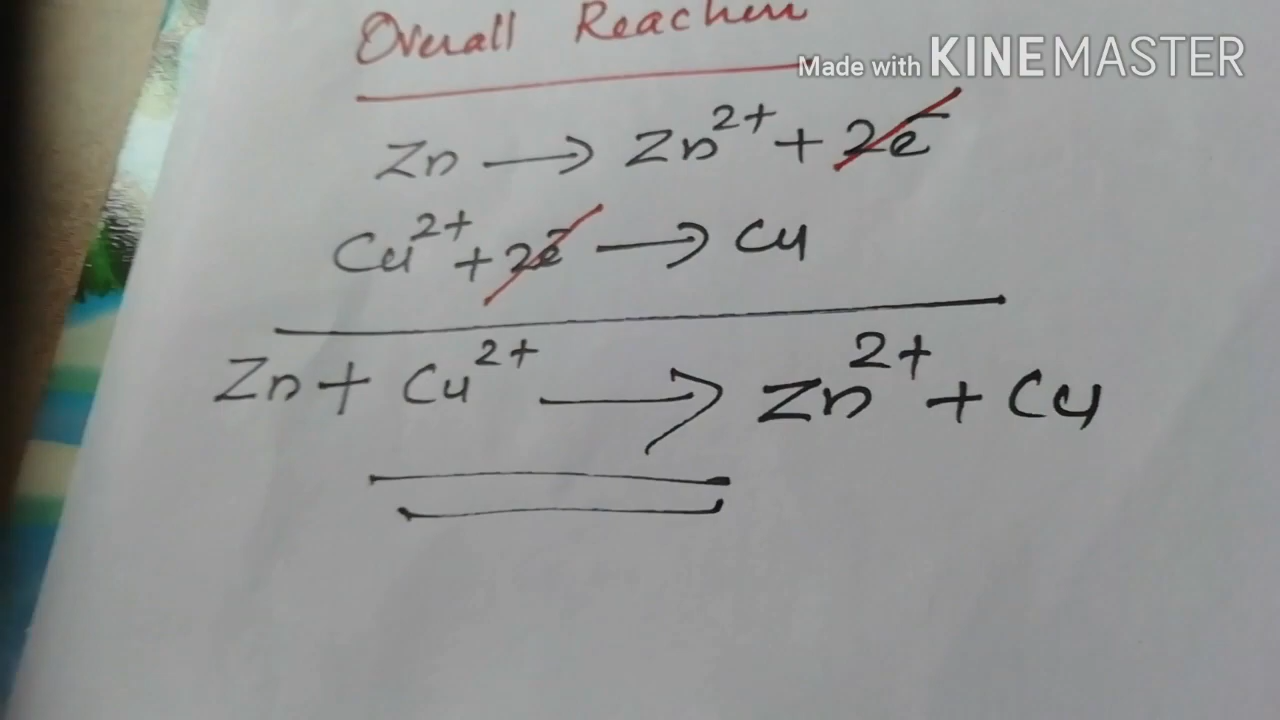 Overall Reaction
Made with KINEMASTER
Zn → Zn²⁺ + 2e⁻
Cu²⁺ + 2e⁻ → Cu
Zn + Cu²⁺ → Zn²⁺ + Cu